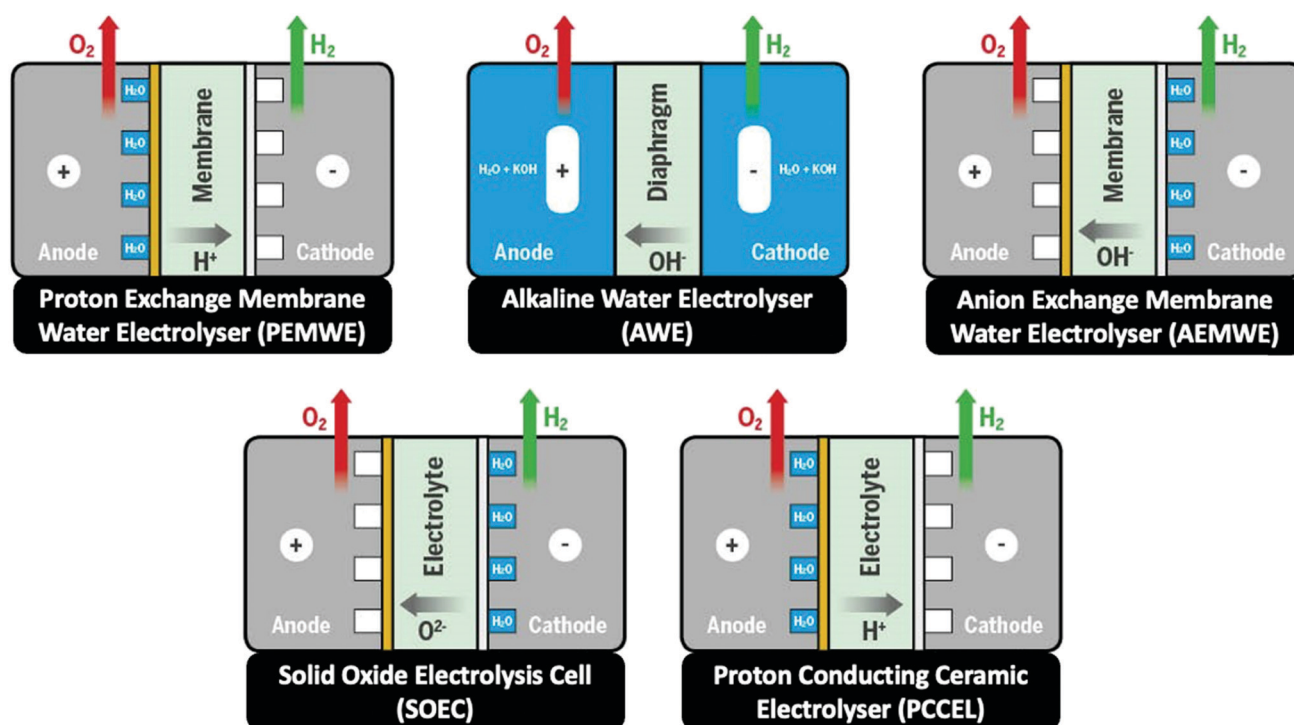 O₂
H₂
H₂O
H₂O
H₂O
H₂O
Membrane
+
-
Anode
H⁺
Cathode
Proton Exchange Membrane
Water Electrolyser (PEMWE)
O₂
H₂
H₂O + KOH
+
Diaphragm
-
H₂O + KOH
Anode
OH⁻
Cathode
Alkaline Water Electrolyser
(AWE)
O₂
H₂
Membrane
H₂O
H₂O
H₂O
H₂O
+
-
Anode
OH⁻
Cathode
Anion Exchange Membrane
Water Electrolyser (AEMWE)
O₂
H₂
Electrolyte
H₂O
H₂O
H₂O
H₂O
+
-
Anode
O²⁻
Cathode
Solid Oxide Electrolysis Cell
(SOEC)
O₂
H₂
H₂O
H₂O
H₂O
H₂O
Electrolyte
+
-
Anode
H⁺
Cathode
Proton Conducting Ceramic
Electrolyser (PCCEL)